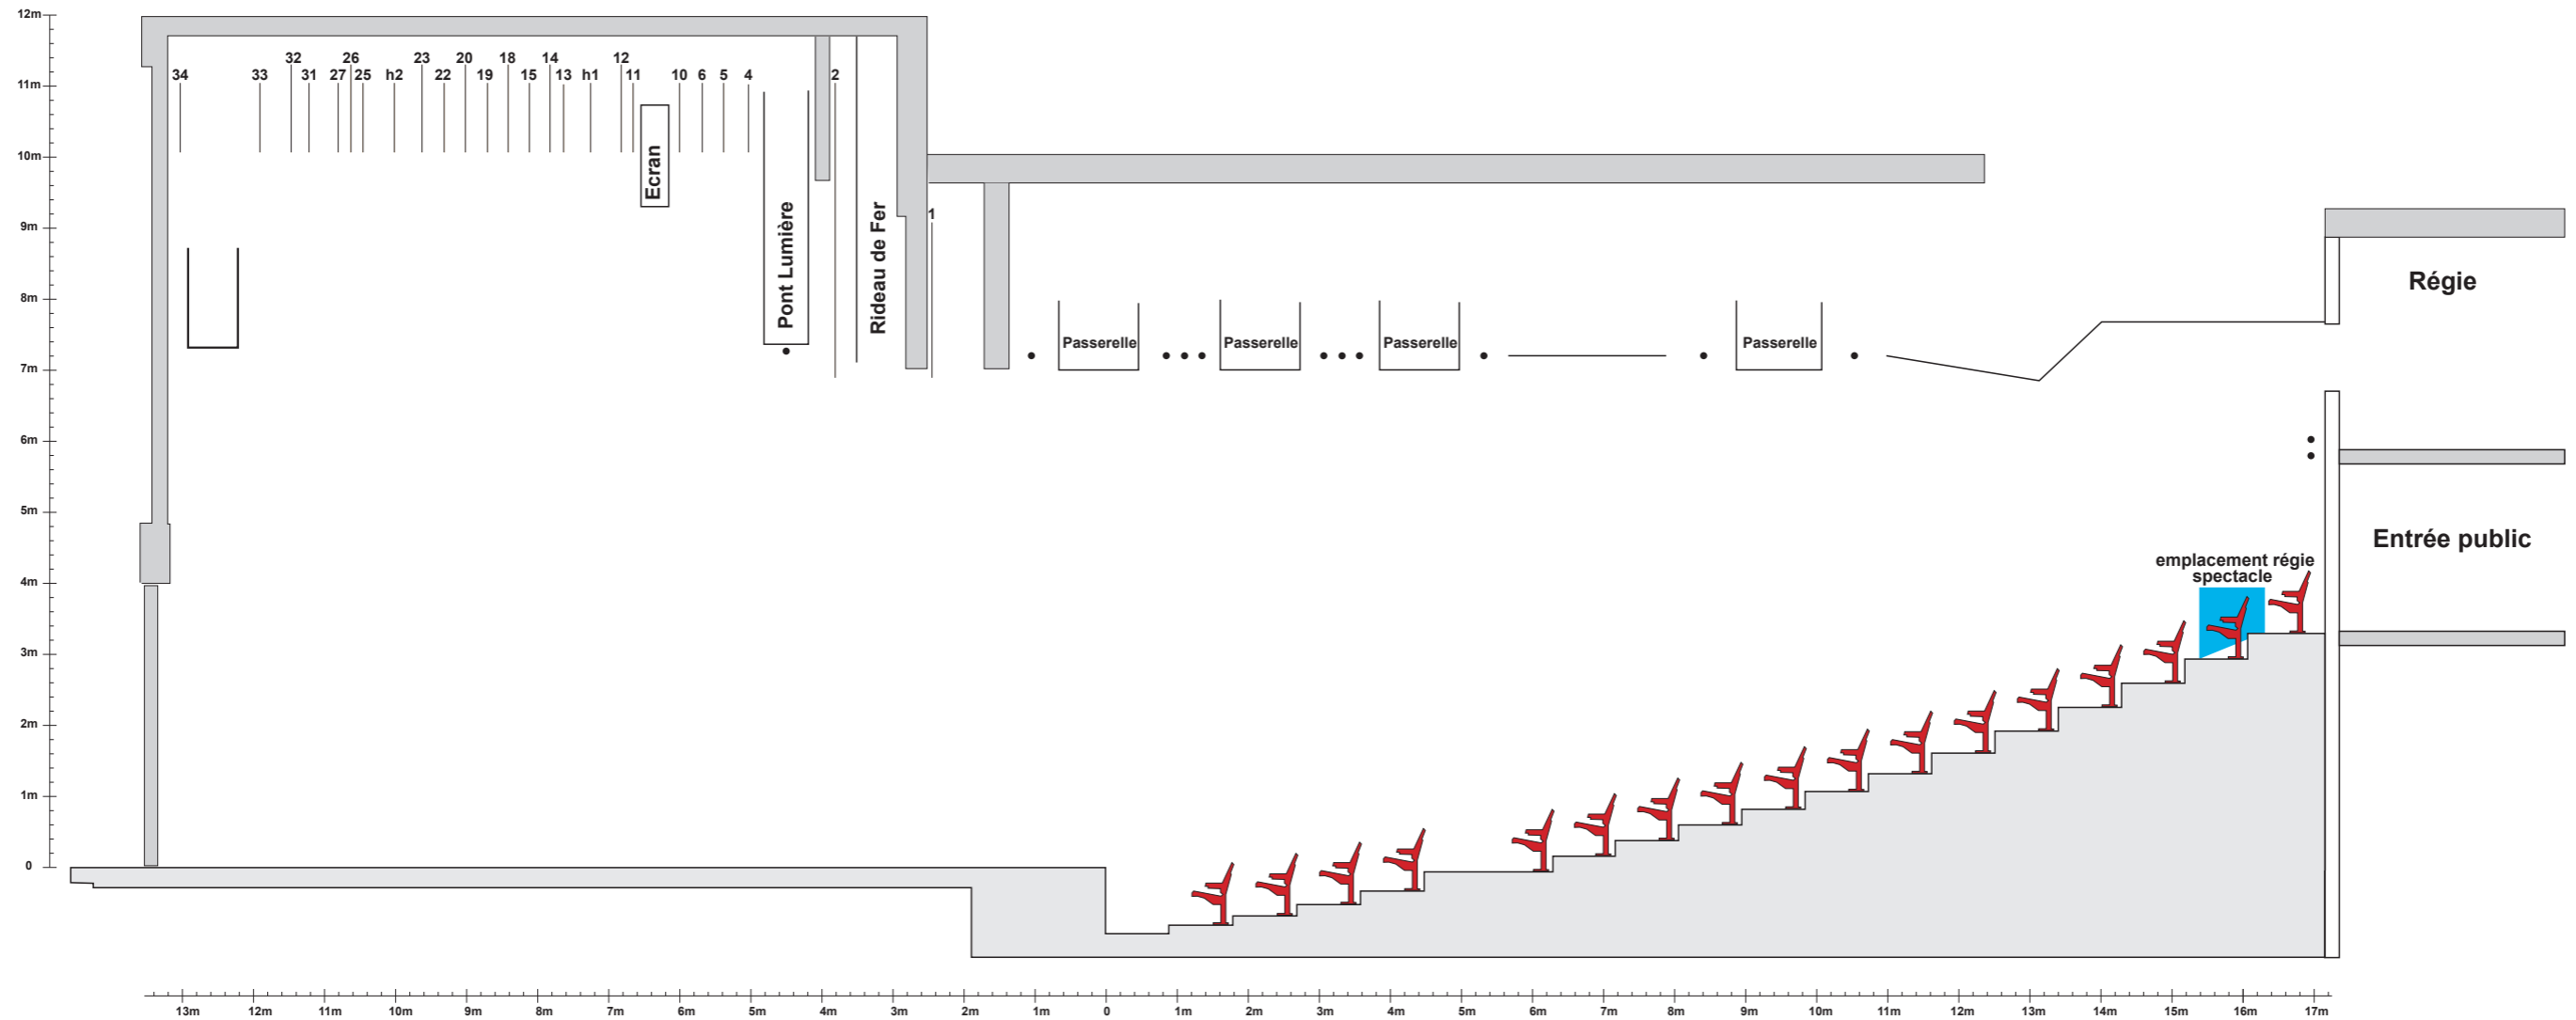 12m
11m
10m
9m
8m
7m
6m
5m
4m
3m
2m
1m
0
34
33
32
31
27
26
25
h2
23
22
20
19
18
15
14
13
h1
12
11
10
6
5
4
2
1
Ecran
Pont Lumière
Rideau de Fer
Passerelle
Passerelle
Passerelle
Passerelle
Régie
Entrée public
emplacement régie
spectacle
13m 12m 11m 10m 9m 8m 7m 6m 5m 4m 3m 2m 1m 0 1m 2m 3m 4m 5m 6m 7m 8m 9m 10m 11m 12m 13m 14m 15m 16m 17m